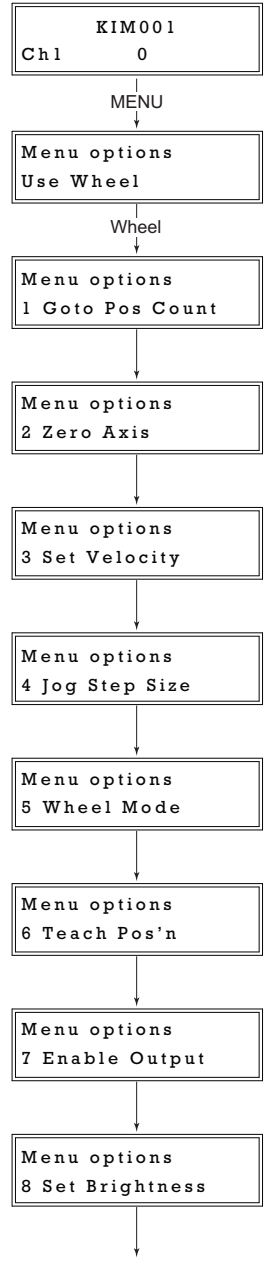 KIM001
Ch1 0
MENU
Menu options
Use Wheel
Wheel
Menu options
1 Goto Pos Count
Menu options
2 Zero Axis
Menu options
3 Set Velocity
Menu options
4 Jog Step Size
Menu options
5 Wheel Mode
Menu options
6 Teach Pos'n
Menu options
7 Enable Output
Menu options
8 Set Brightness